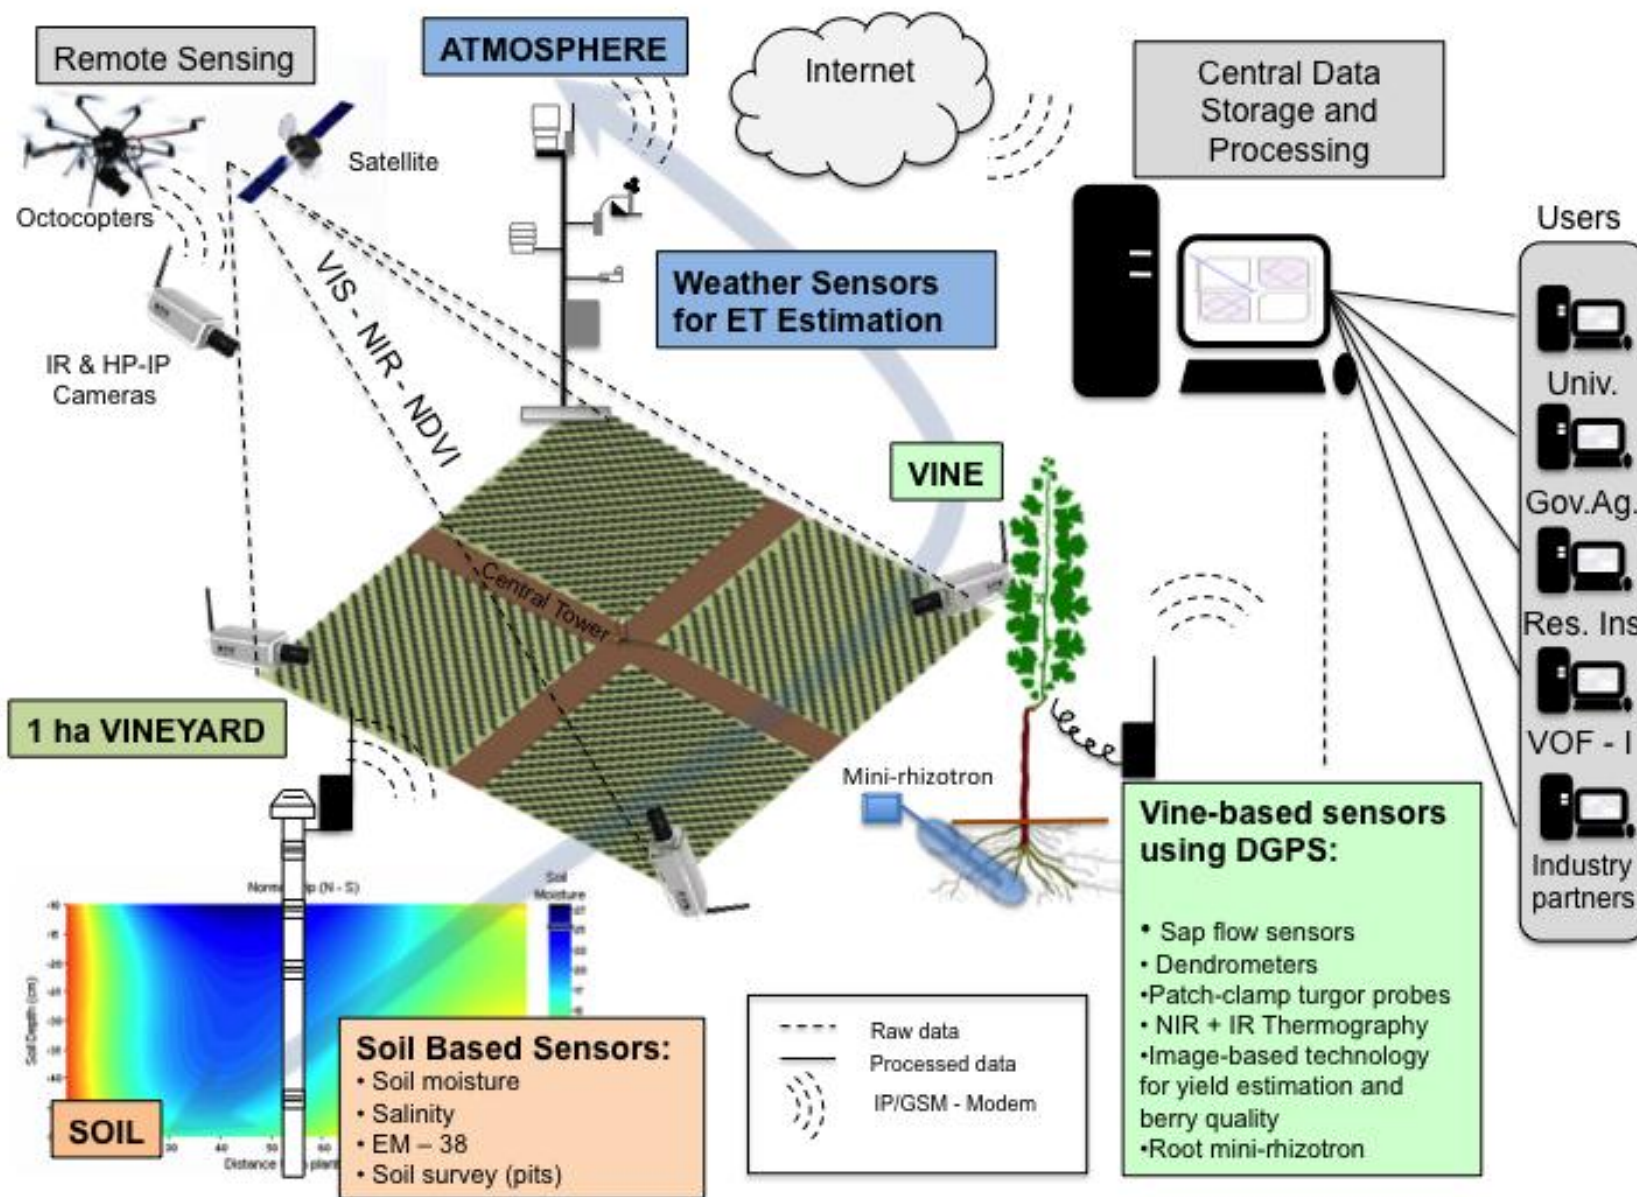 Remote Sensing
ATMOSPHERE
Internet
Central Data
Storage and
Processing
Satellite
Octocopters
Users
VIS - NIR - NDVI
Weather Sensors
for ET Estimation
IR & HP-IP
Cameras
Univ.
VINE
Gov.Ag.
Central Tower
Res. Ins
1 ha VINEYARD
VOF - I
Mini-rhizotron
Vine-based sensors
using DGPS:
• Sap flow sensors
• Dendrometers
•Patch-clamp turgor probes
• NIR + IR Thermography
•Image-based technology
for yield estimation and
berry quality
•Root mini-rhizotron
Industry
partners
(N - S)
Soil
Moisture
Soil Depth (cm)
Soil Based Sensors:
• Soil moisture
• Salinity
• EM – 38
• Soil survey (pits)
SOIL
30
40
50
60
Distance
Raw data
Processed data
IP/GSM - Modem